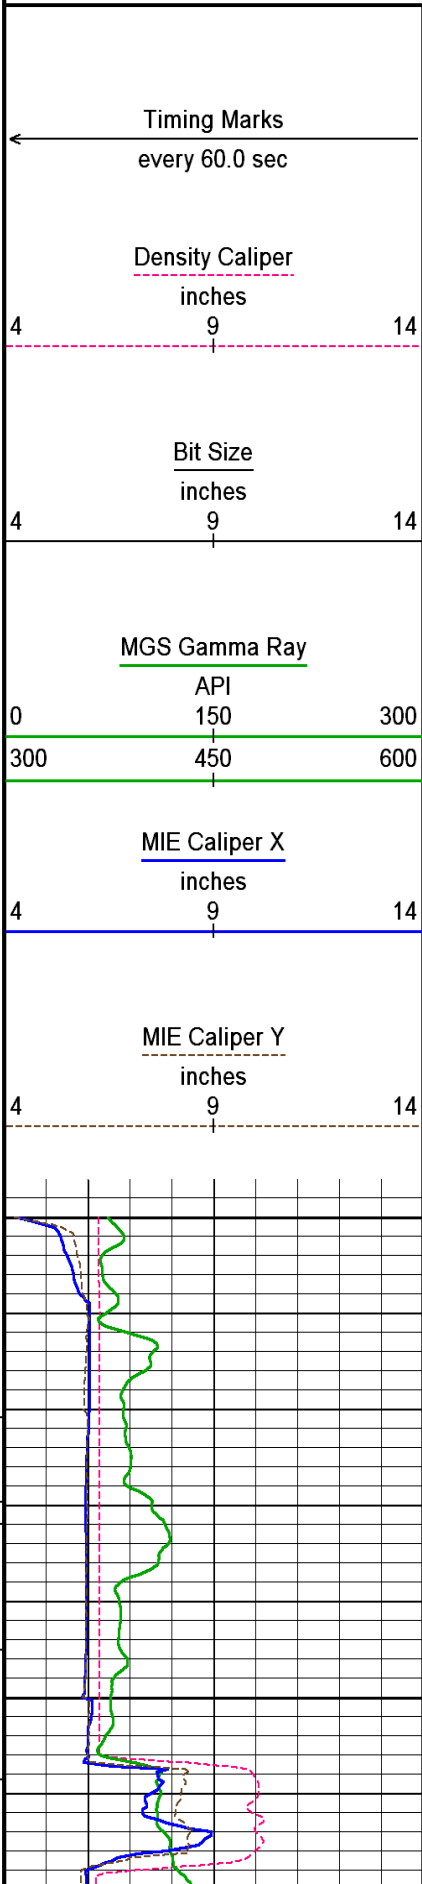 Timing Marks
every 60.0 sec
Density Caliper
inches
4 9 14
Bit Size
inches
4 9 14
MGS Gamma Ray
API
0 150 300
300 450 600
MIE Caliper X
inches
4 9 14
MIE Caliper Y
inches
4 9 14